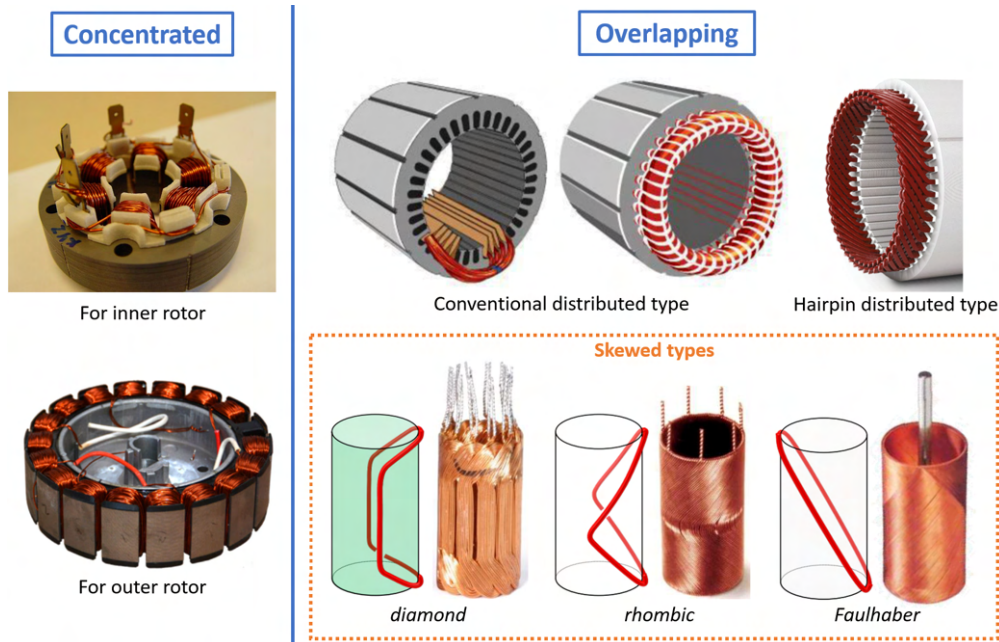 Concentrated
Overlapping
For inner rotor
Conventional distributed type
Hairpin distributed type
Skewed types
For outer rotor
diamond
rhombic
Faulhaber